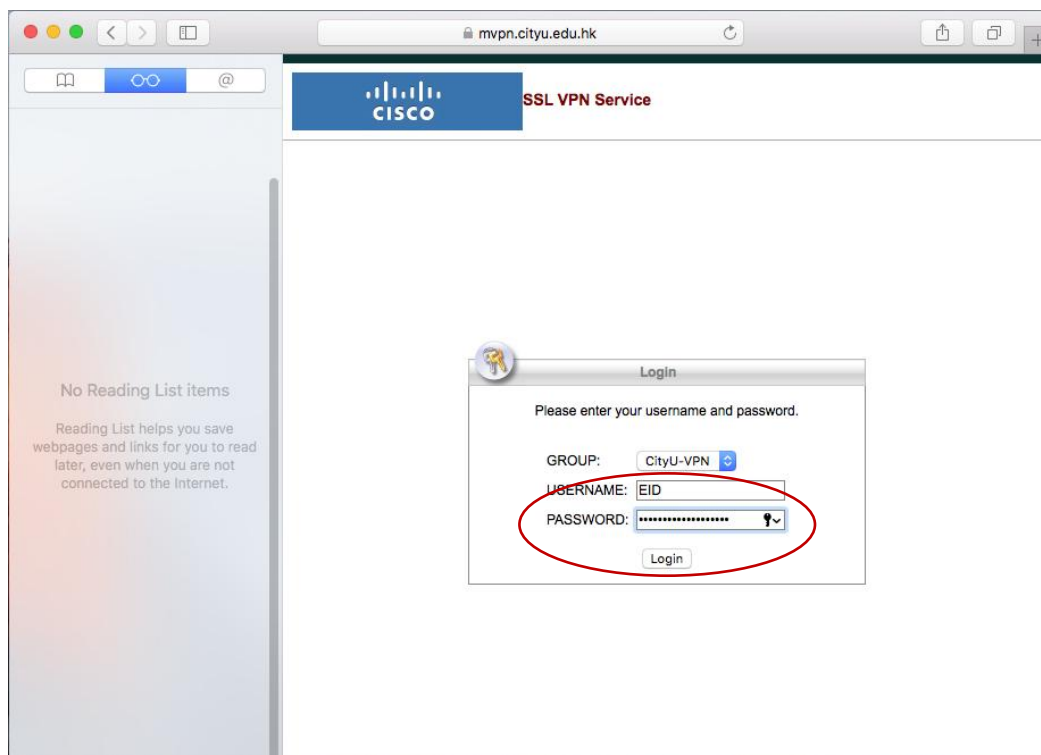 mvpn.cityu.edu.hk
@
CISCO
SSL VPN Service
No Reading List items
Reading List helps you save
webpages and links for you to read
later, even when you are not
connected to the Internet.
Login
Please enter your username and password.
GROUP: CityU-VPN
USERNAME: EID
PASSWORD: •••••••••••••••••••
Login